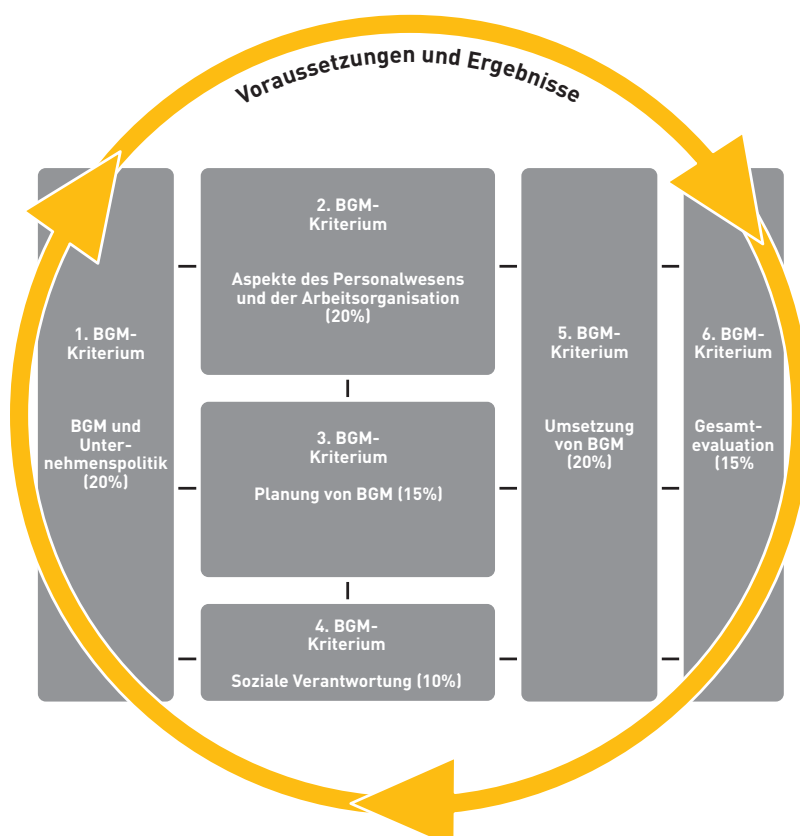 Voraussetzungen und Ergebnisse
1. BGM-
Kriterium
BGM und
Unter-
nehmenspolitik
(20%)
2. BGM-
Kriterium
Aspekte des Personalwesens
und der Arbeitsorganisation
(20%)
3. BGM-
Kriterium
Planung von BGM (15%)
4. BGM-
Kriterium
Soziale Verantwortung (10%)
5. BGM-
Kriterium
Umsetzung
von BGM
(20%)
6. BGM-
Kriterium
Gesamt-
evaluation
(15%